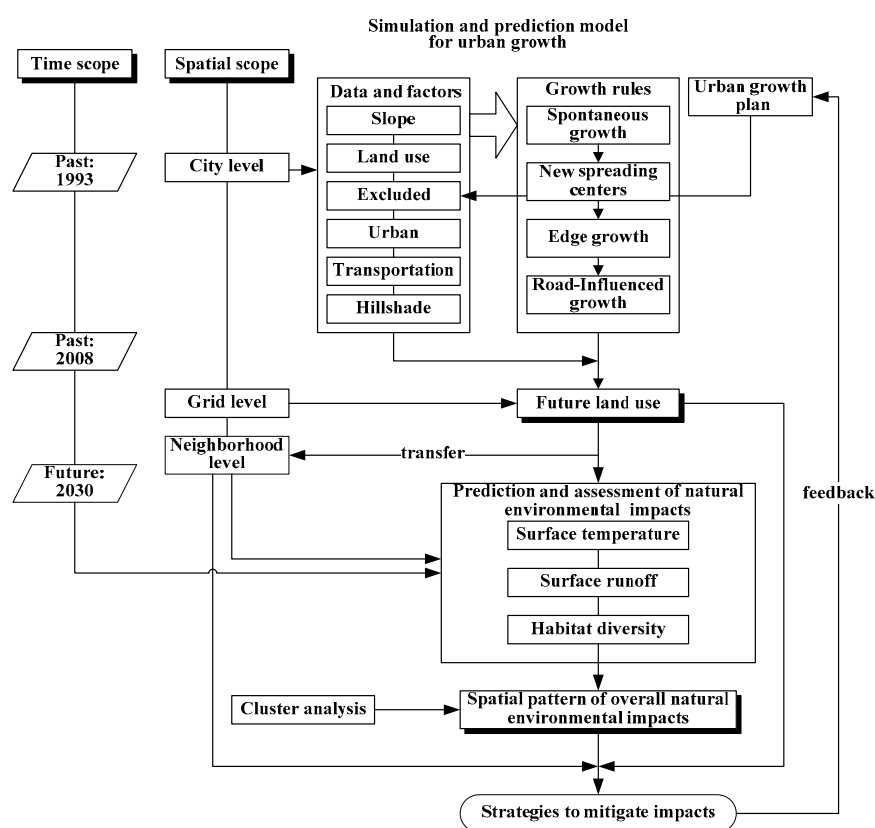 Simulation and prediction model
for urban growth
Time scope
Spatial scope
Data and factors
Growth rules
Urban growth
plan
Slope
Spontaneous
growth
Past:
1993
City level
Land use
New spreading
centers
Excluded
Urban
Edge growth
Transportation
Road-Influenced
growth
Hillshade
Past:
2008
Grid level
Future land use
Neighborhood
level
transfer
Future:
2030
feedback
Prediction and assessment of natural
environmental impacts
Surface temperature
Surface runoff
Habitat diversity
Cluster analysis
Spatial pattern of overall natural
environmental impacts
Strategies to mitigate impacts